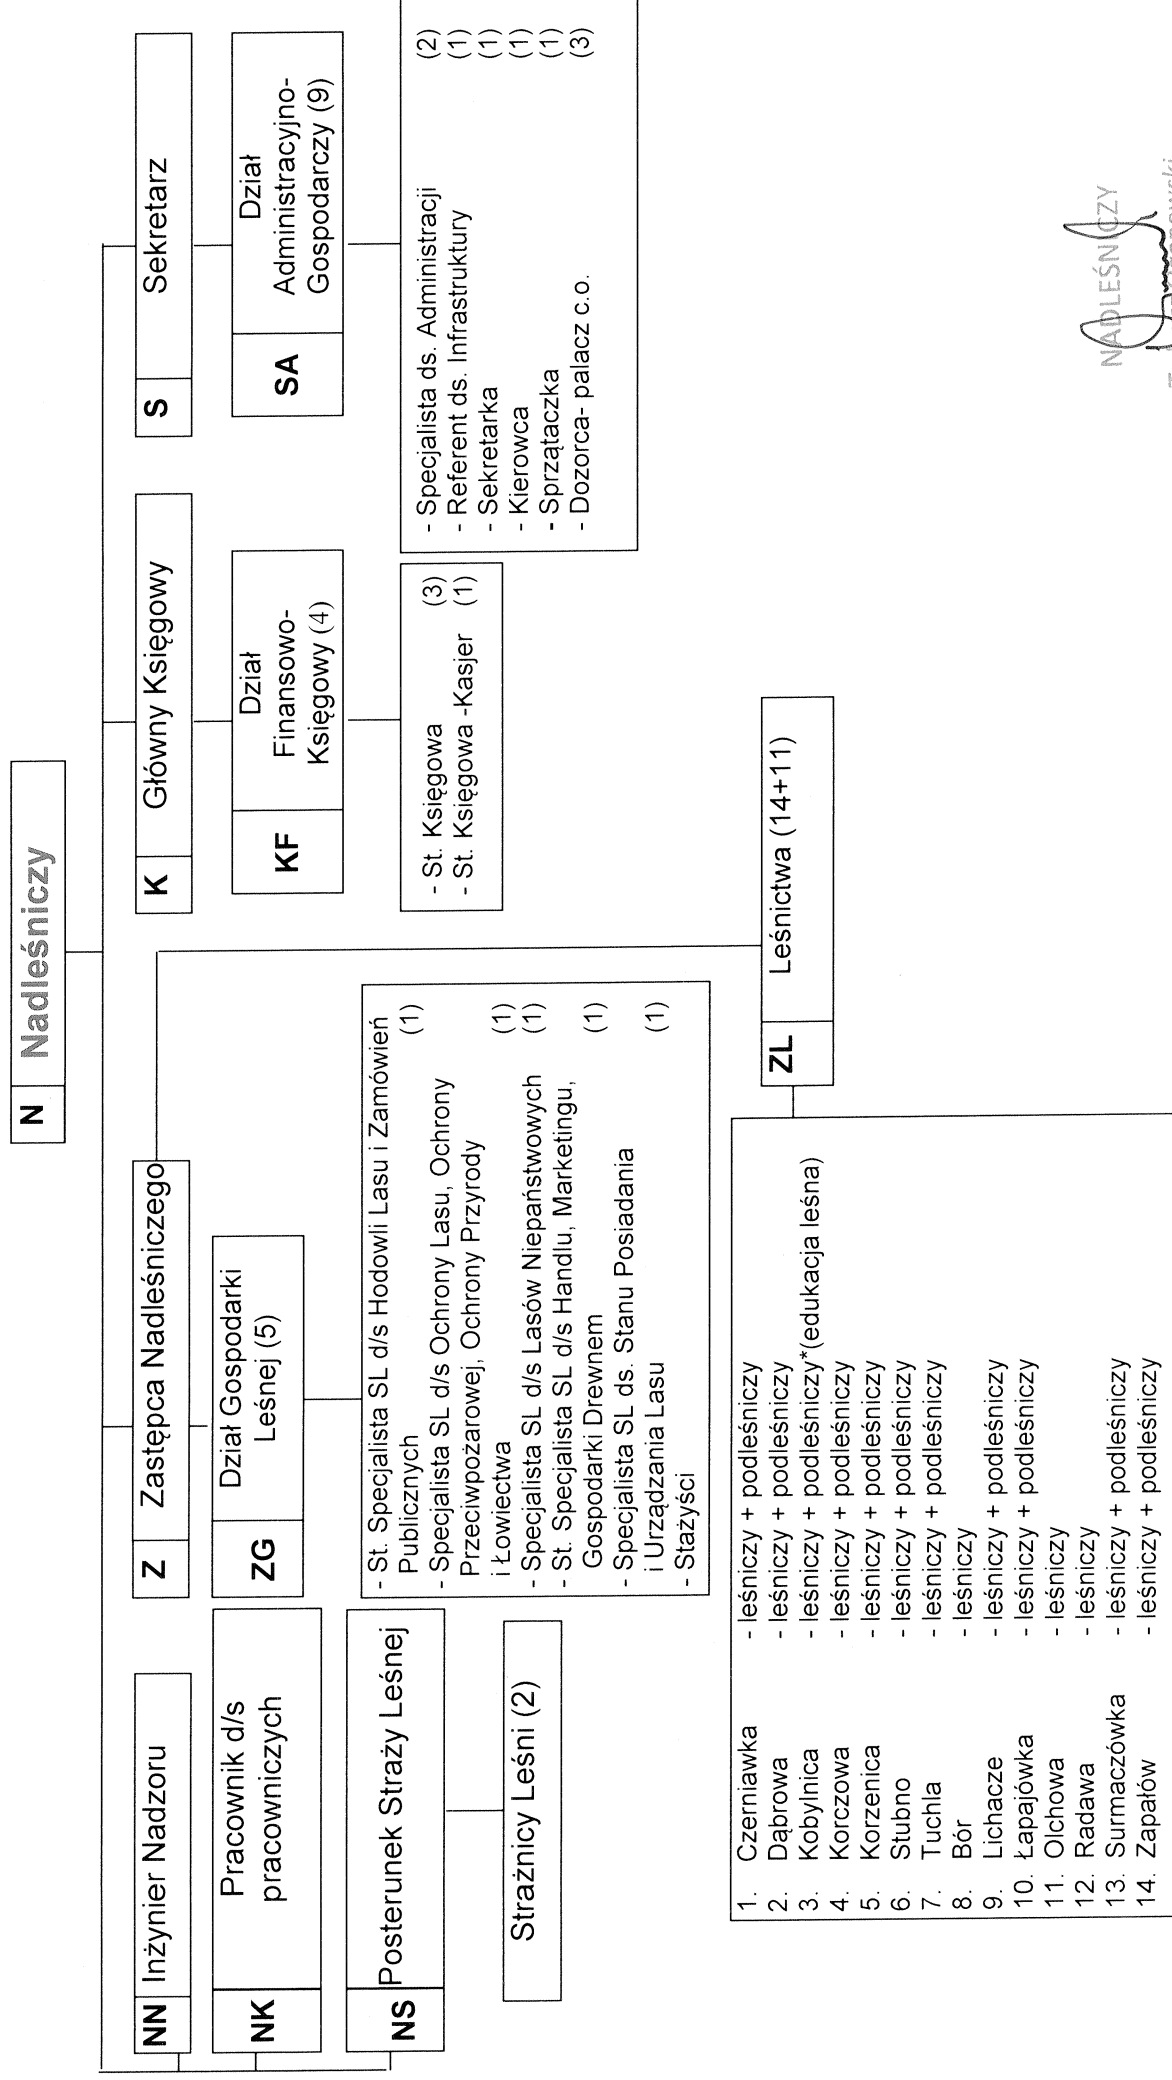 N Nadleśniczy
NN Inżynier Nadzoru
NK Pracownik d/s
pracowniczych
NS Posterunek Straży Leśnej
Strażnicy Leśni (2)
Z Zastępca Nadleśniczego
ZG Dział Gospodarki
Leśnej (5)
- St. Specjalista SL d/s Hodowli Lasu i Zamówień
Publicznych (1)
- Specjalista SL d/s Ochrony Lasu, Ochrony
Przeciwpożarowej, Ochrony Przyrody
i Łowiectwa (1)
- Specjalista SL d/s Lasów Niepaństwowych (1)
- St. Specjalista SL d/s Handlu, Marketingu,
Gospodarki Drewnem (1)
- Specjalista SL ds. Stanu Posiadania
i Urządzania Lasu (1)
- Stażyści
K Główny Księgowy
KF Dział
Finansowo-
Księgowy (4)
- St. Księgowa (3)
- St. Księgowa -Kasjer (1)
S Sekretarz
SA Dział
Administracyjno-
Gospodarczy (9)
- Specjalista ds. Administracji (2)
- Referent ds. Infrastruktury (1)
- Sekretarka (1)
- Kierowca (1)
- Sprzątaczka (1)
- Dozorca- palacz c.o. (3)
ZL Leśnictwa (14+11)
1. Czerniawka - leśniczy + podleśniczy
2. Dąbrowa - leśniczy + podleśniczy
3. Kobylnica - leśniczy + podleśniczy*(edukacja leśna)
4. Korczowa - leśniczy + podleśniczy
5. Korzenica - leśniczy + podleśniczy
6. Stubno - leśniczy + podleśniczy
7. Tuchla - leśniczy + podleśniczy
8. Bór - leśniczy
9. Lichacze - leśniczy + podleśniczy
10. Łapajówka - leśniczy + podleśniczy
11. Olchowa - leśniczy
12. Radawa - leśniczy
13. Surmaczówka - leśniczy + podleśniczy
14. Zapałów - leśniczy + podleśniczy
NADLEŚNICZY